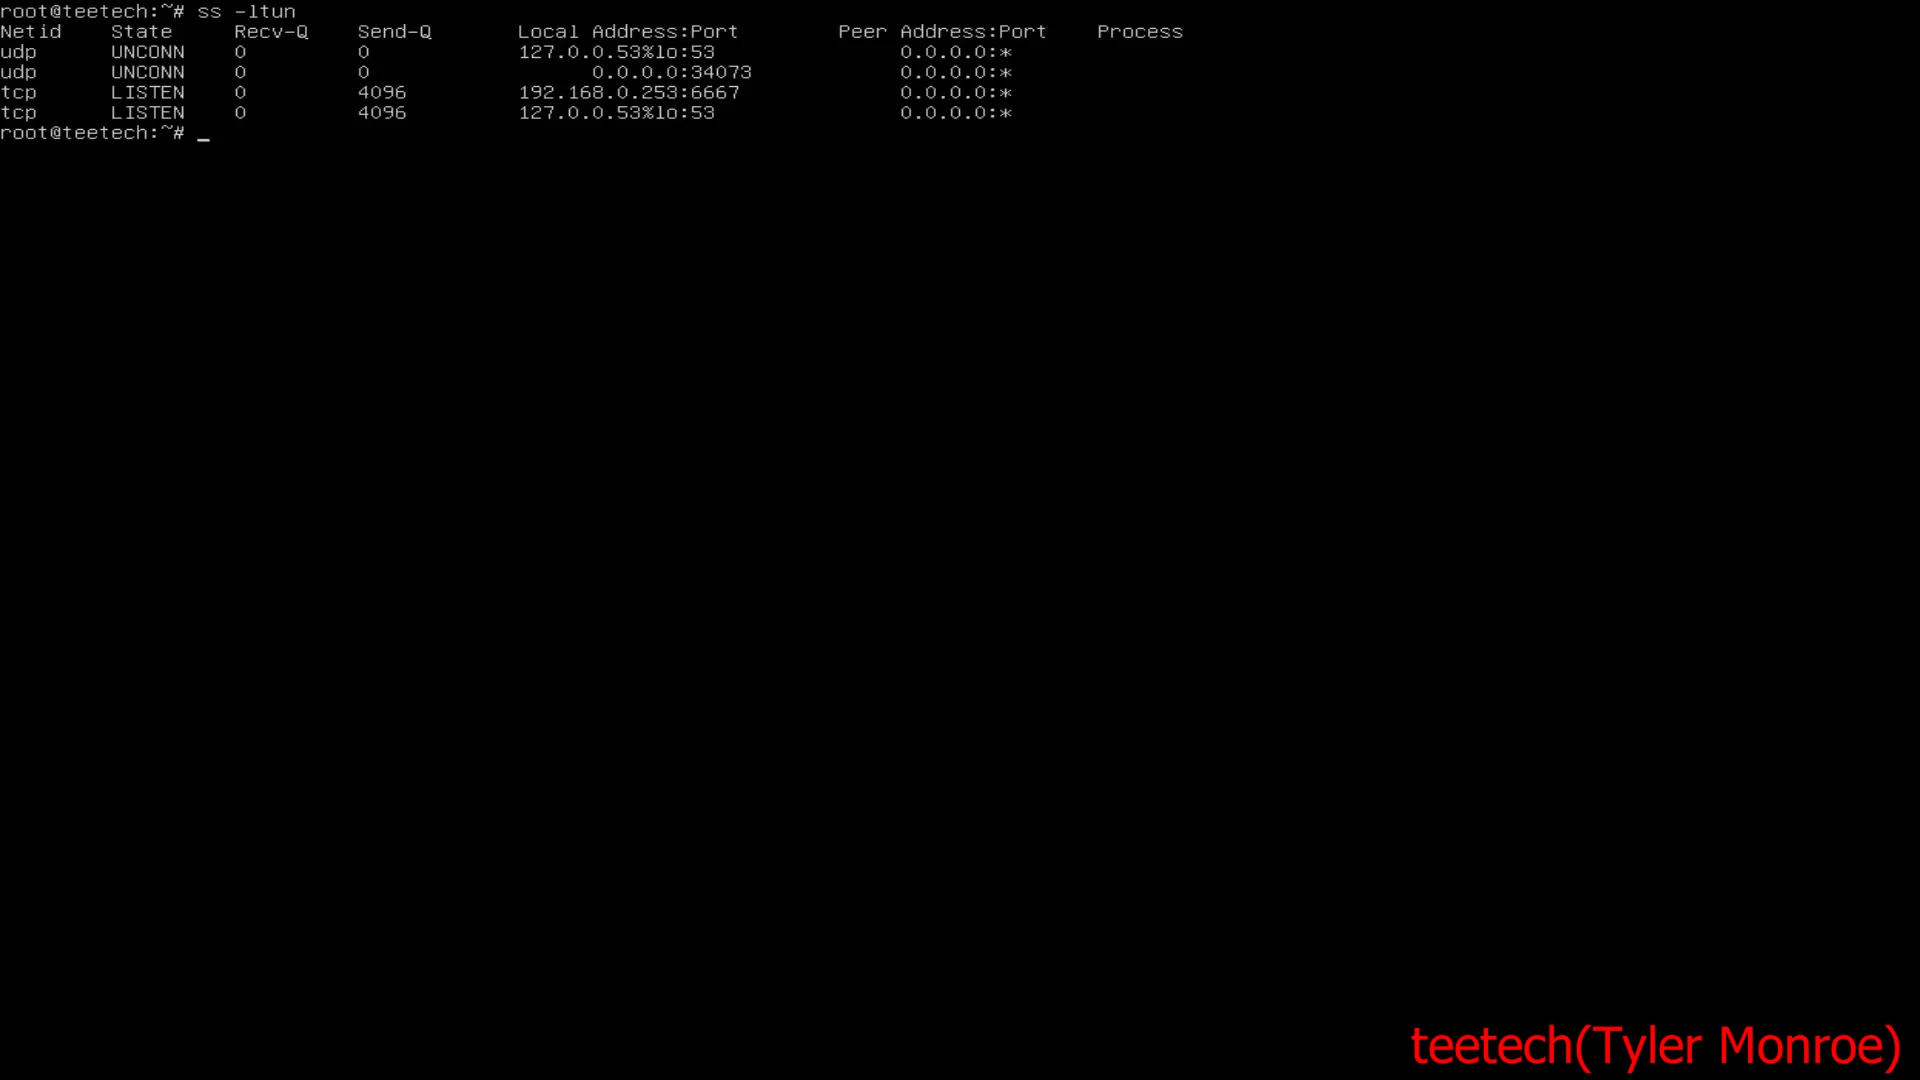 root@teetech:~# ss -ltun
Netid State Recv-Q Send-Q Local Address:Port Peer Address:Port Process
udp UNCONN 0 0 127.0.0.53%lo:53 0.0.0.0:*
udp UNCONN 0 0 0.0.0.0:34073 0.0.0.0:*
tcp LISTEN 0 4096 192.168.0.253:6667 0.0.0.0:*
tcp LISTEN 0 4096 127.0.0.53%lo:53 0.0.0.0:*
root@teetech:~# _
teetech(Tyler Monroe)